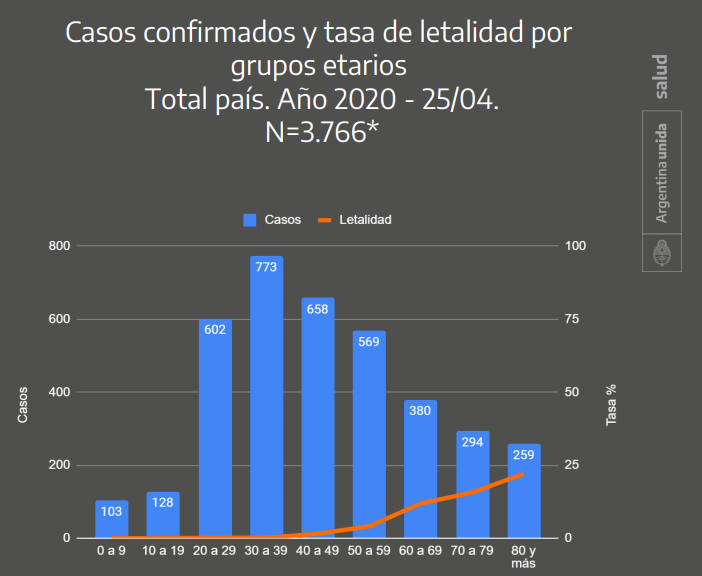 Casos confirmados y tasa de letalidad por
grupos etarios
Total país. Año 2020 - 25/04.
N=3.766*
salud
Argentina unida
Casos
Letalidad
800
600
400
200
0
Casos
100
75
50
25
0
Tasa %
103
128
602
773
658
569
380
294
259
0 a 9
10 a 19
20 a 29
30 a 39
40 a 49
50 a 59
60 a 69
70 a 79
80 y
más